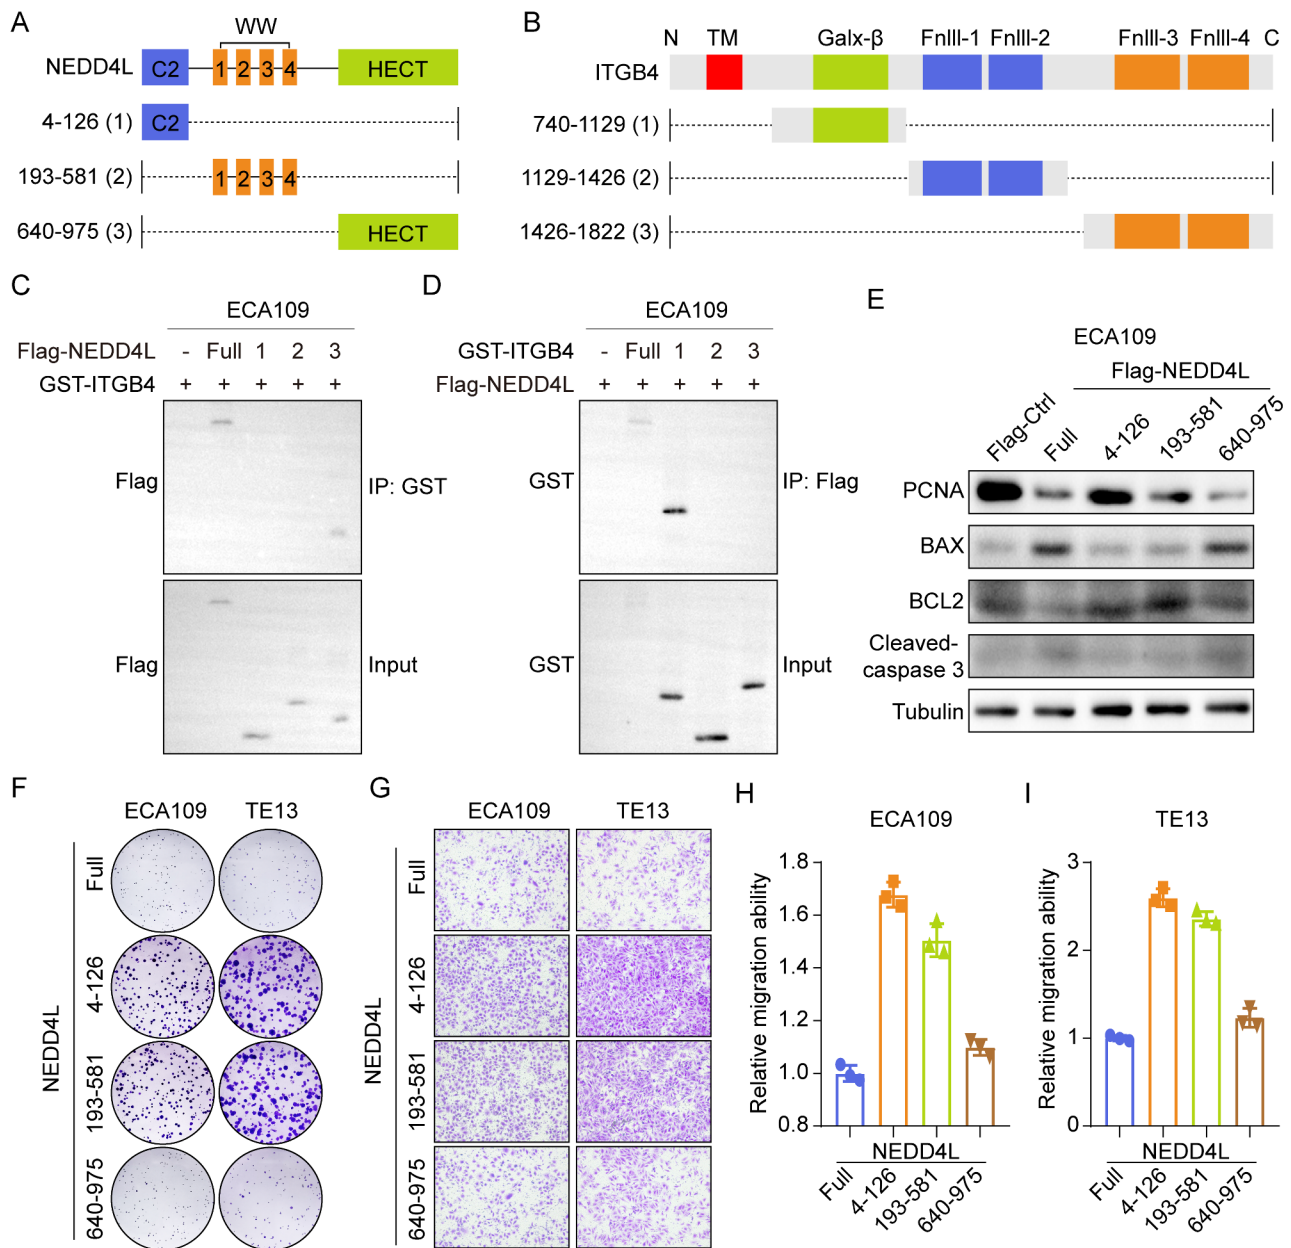 A
WW
NEDD4L
C2
1
2
3
4
HECT
4-126 (1)
C2
193-581 (2)
1
2
3
4
640-975 (3)
HECT
B
N
TM
Galx-β
FnIII-1
FnIII-2
FnIII-3
FnIII-4
C
ITGB4
740-1129 (1)
1129-1426 (2)
1426-1822 (3)
C
ECA109
Flag-NEDD4L - Full 1 2 3
GST-ITGB4 + + + + +
Flag
IP: GST
Flag
Input
D
ECA109
GST-ITGB4 - Full 1 2 3
Flag-NEDD4L + + + + +
GST
IP: Flag
GST
Input
E
ECA109
Flag-NEDD4L
Flag-Ctrl
Full
4-126
193-581
640-975
PCNA
BAX
BCL2
Cleaved-
caspase 3
Tubulin
F
ECA109
TE13
NEDD4L
Full
4-126
193-581
640-975
G
ECA109
TE13
NEDD4L
Full
4-126
193-581
640-975
H
ECA109
Relative migration ability
1.8
1.6
1.4
1.2
1.0
0.8
NEDD4L
Full
4-126
193-581
640-975
I
TE13
Relative migration ability
3
2
1
0
NEDD4L
Full
4-126
193-581
640-975